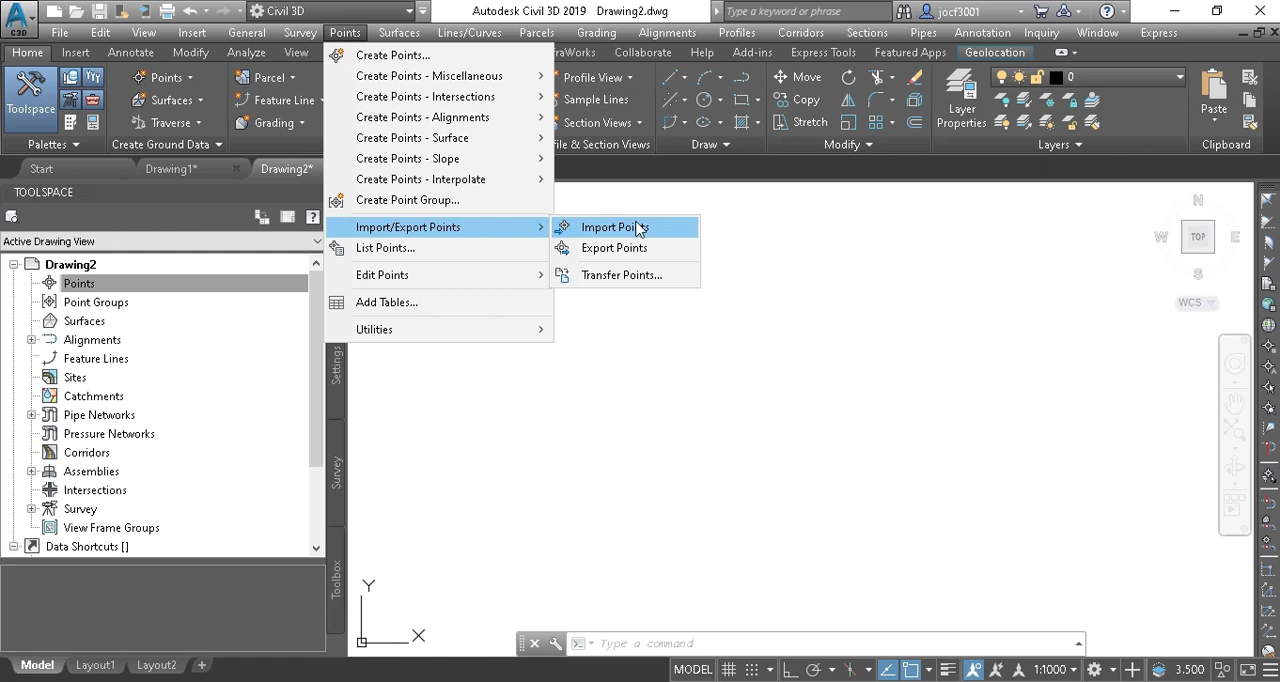 Civil 3D
Autodesk Civil 3D 2019 Drawing2.dwg
Type a keyword or phrase
jocf3001
C3D
File Edit View Insert General Survey Points Surfaces Lines/Curves Parcels Grading Alignments Profiles Corridors Sections Pipes Annotation Inquiry Window Express
Home Insert Annotate Modify Analyze View raWorks Collaborate Help Add-ins Express Tools Featured Apps Geolocation
Toolspace
Points
Surfaces
Traverse
Parcel
Feature Line
Grading
Profile View
Sample Lines
Section Views
Move
Copy
Stretch
Layer
Properties
0
Paste
Palettes Create Ground Data file & Section Views Draw Modify Layers Clipboard
Create Points...
Create Points - Miscellaneous
Create Points - Intersections
Create Points - Alignments
Create Points - Surface
Create Points - Slope
Create Points - Interpolate
Create Point Group...
Import/Export Points
List Points...
Edit Points
Add Tables...
Utilities
Import Points
Export Points
Transfer Points...
Start Drawing1* Drawing2*
TOOLSPACE
Active Drawing View
Drawing2
Points
Point Groups
Surfaces
Alignments
Feature Lines
Sites
Catchments
Pipe Networks
Pressure Networks
Corridors
Assemblies
Intersections
Survey
View Frame Groups
Data Shortcuts []
Settings
Survey
Toolbox
N
W TOP E
S
WCS
Y
X
Type a command
Model Layout1 Layout2 +
MODEL 1:1000 3.500